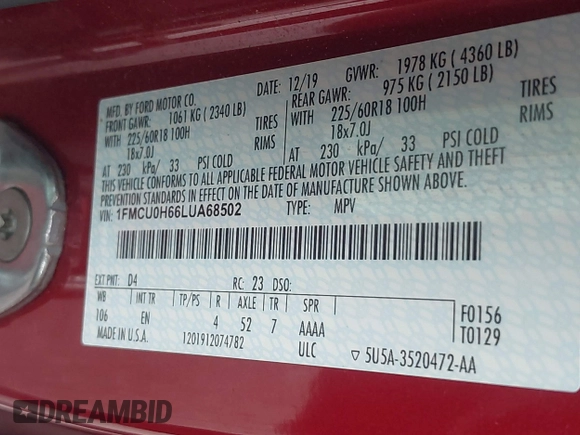 MFD. BY FORD MOTOR CO.
DATE: 12/19 GVWR: 1978 KG ( 4360 LB)
FRONT GAWR: 1061 KG ( 2340 LB) REAR GAWR: 975 KG ( 2150 LB)
WITH 225/60R18 100H TIRES WITH 225/60R18 100H TIRES
18x7.0J RIMS 18x7.0J RIMS
AT 230 kPa/ 33 PSI COLD AT 230 kPa/ 33 PSI COLD
THIS VEHICLE CONFORMS TO ALL APPLICABLE FEDERAL MOTOR VEHICLE SAFETY AND THEFT
PREVENTION STANDARDS IN EFFECT ON THE DATE OF MANUFACTURE SHOWN ABOVE.
VIN: 1FMCU0H66LUA68502 TYPE: MPV
EXT PNT: D4 RC: 23 DSO:
WB INT TR TP/PS R AXLE TR SPR
106 EN 4 52 7 AAAA F0156
MADE IN U.S.A. 1201912074782 ULC T0129
▽ 5U5A-3520472-AA
DREAMBID